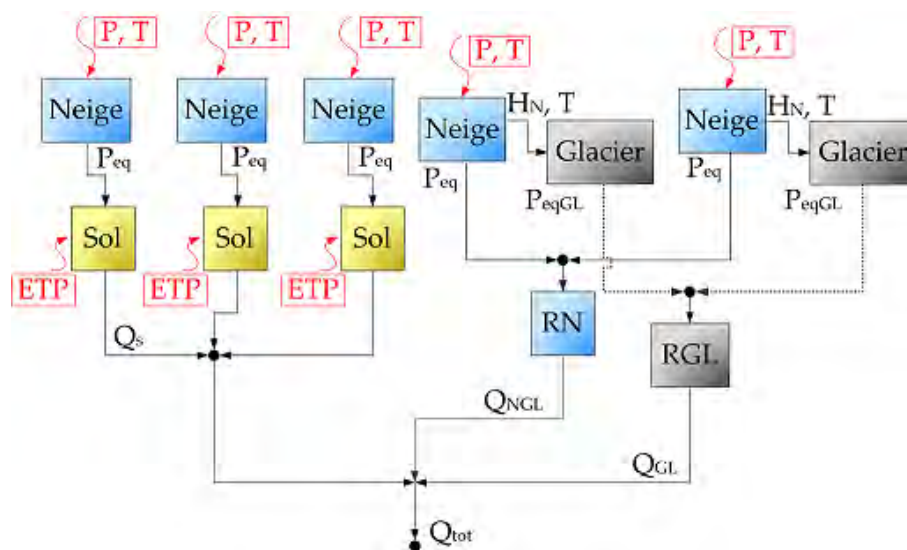 P, T
P, T
P, T
P, T
P, T
Neige
Neige
Neige
Neige
HN, T
Glacier
Neige
HN, T
Glacier
Peq
Peq
Peq
Peq
PeqGL
Peq
PeqGL
Sol
Sol
Sol
ETP
ETP
ETP
RN
RGL
Qs
QNGL
QGL
Qtot